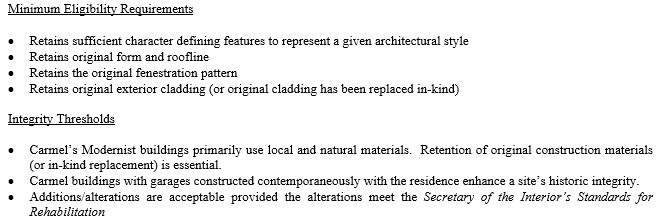 Minimum Eligibility Requirements
• Retains sufficient character defining features to represent a given architectural style
• Retains original form and roofline
• Retains the original fenestration pattern
• Retains original exterior cladding (or original cladding has been replaced in-kind)
Integrity Thresholds
• Carmel's Modernist buildings primarily use local and natural materials. Retention of original construction materials
(or in-kind replacement) is essential.
• Carmel buildings with garages constructed contemporaneously with the residence enhance a site's historic integrity.
• Additions/alterations are acceptable provided the alterations meet the Secretary of the Interior's Standards for
Rehabilitation